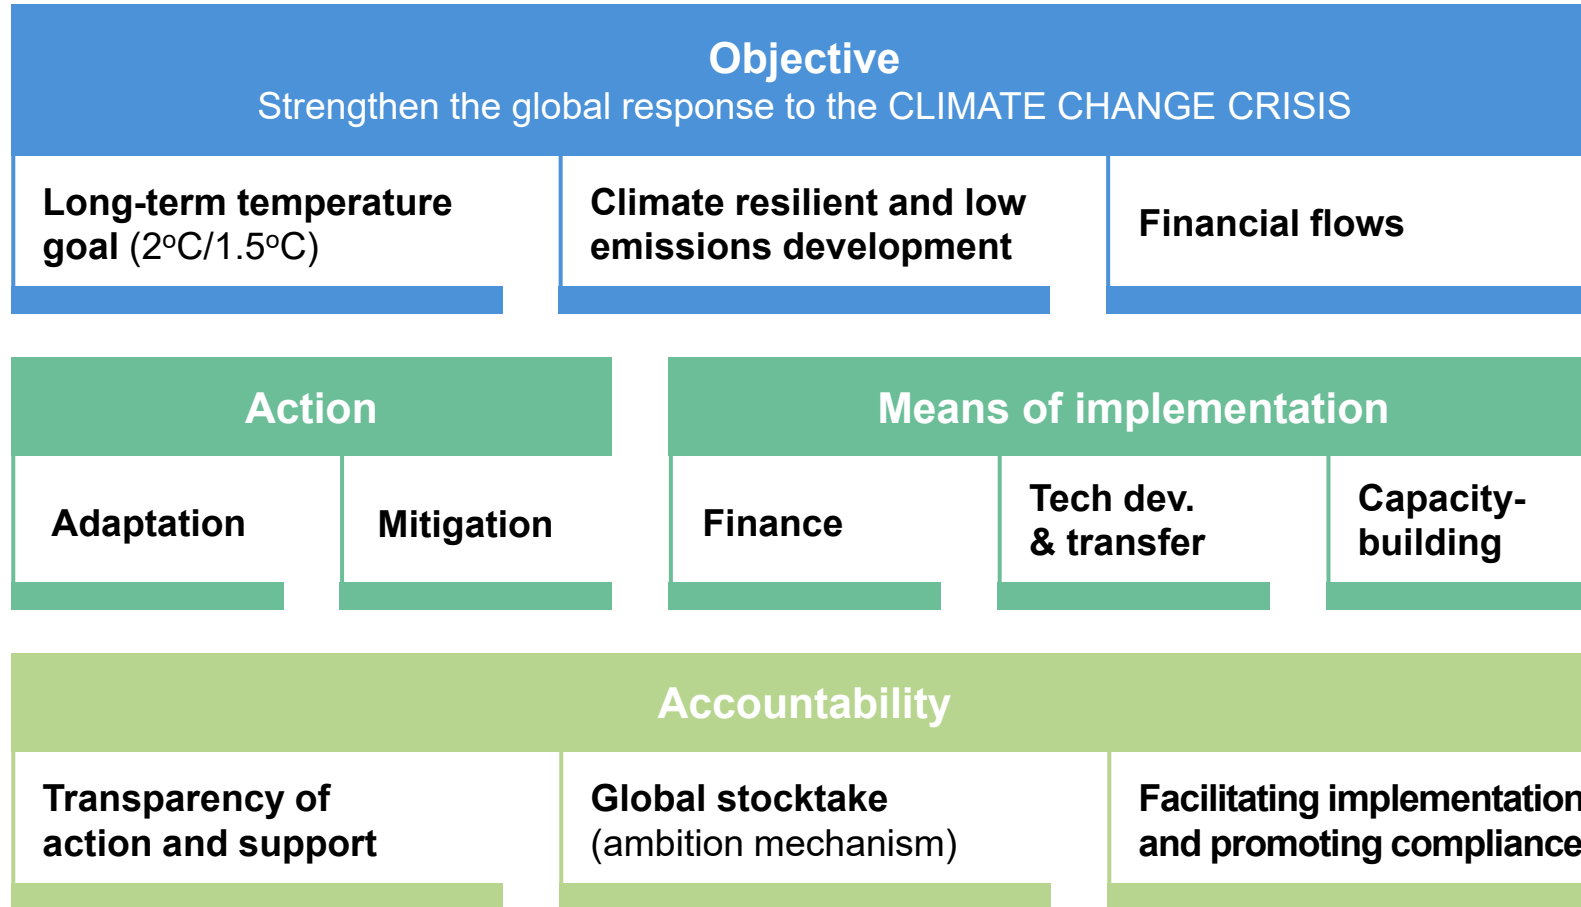 Objective
Strengthen the global response to the CLIMATE CHANGE CRISIS
Long-term temperature
goal (2°C/1.5°C)
Climate resilient and low
emissions development
Financial flows
Action
Means of implementation
Adaptation
Mitigation
Finance
Tech dev.
& transfer
Capacity-
building
Accountability
Transparency of
action and support
Global stocktake
(ambition mechanism)
Facilitating implementation
and promoting compliance